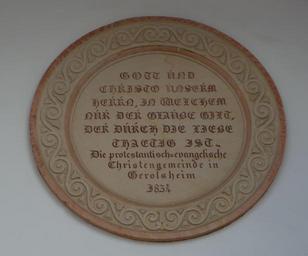 GOTT UND
CHRISTO UNSERM
HERRN, IN WELCHEM
NUR DER GLAUBE GILT,
DER DURCH DIE LIEBE
THAETIG IST.
Die protestantisch-evangelische
Christengemeinde in
Gerolsheim
1834